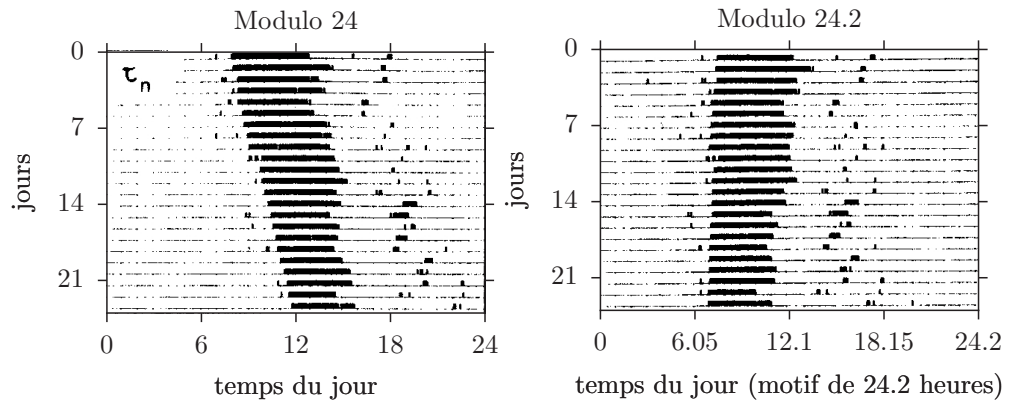 Modulo 24
0
7
14
21
jours
τn
0 6 12 18 24
temps du jour
Modulo 24.2
0
7
14
21
jours
0 6.05 12.1 18.15 24.2
temps du jour (motif de 24.2 heures)